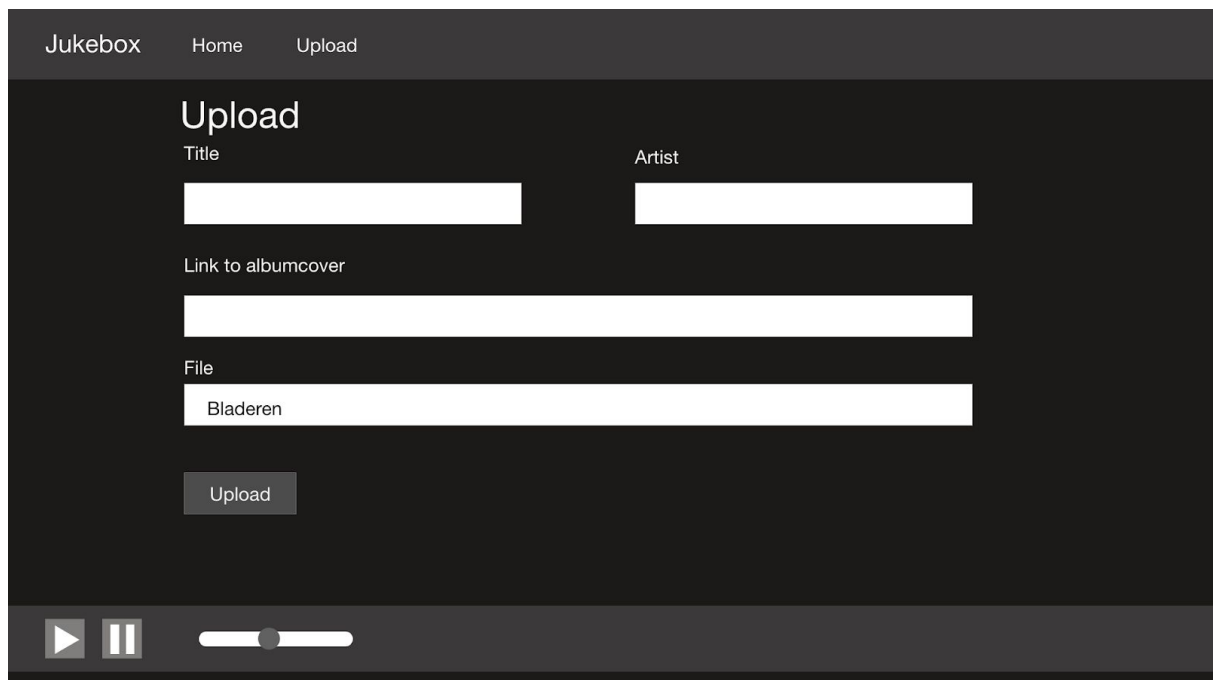 Jukebox Home Upload
Upload
Title Artist
Link to albumcover
File
Bladeren
Upload